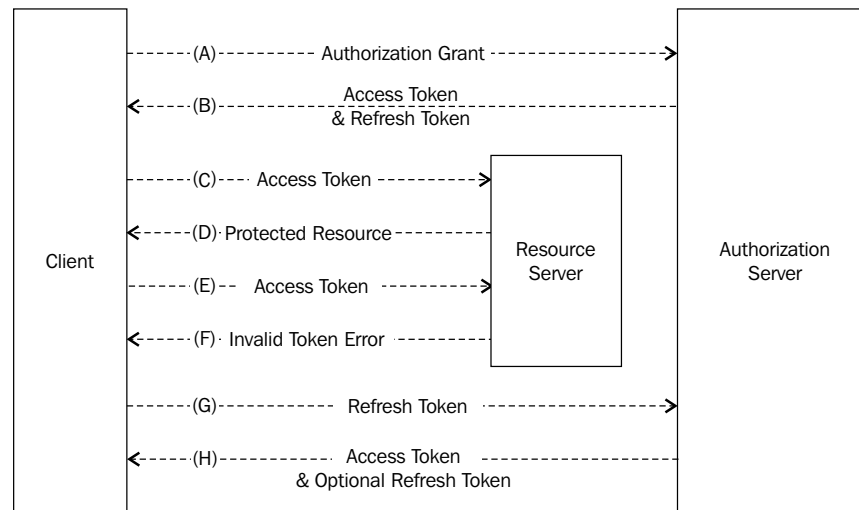 (A) Authorization Grant
(B) Access Token
& Refresh Token
(C) Access Token
(D) Protected Resource
Client
Resource
Server
Authorization
Server
(E) Access Token
(F) Invalid Token Error
(G) Refresh Token
(H) Access Token
& Optional Refresh Token